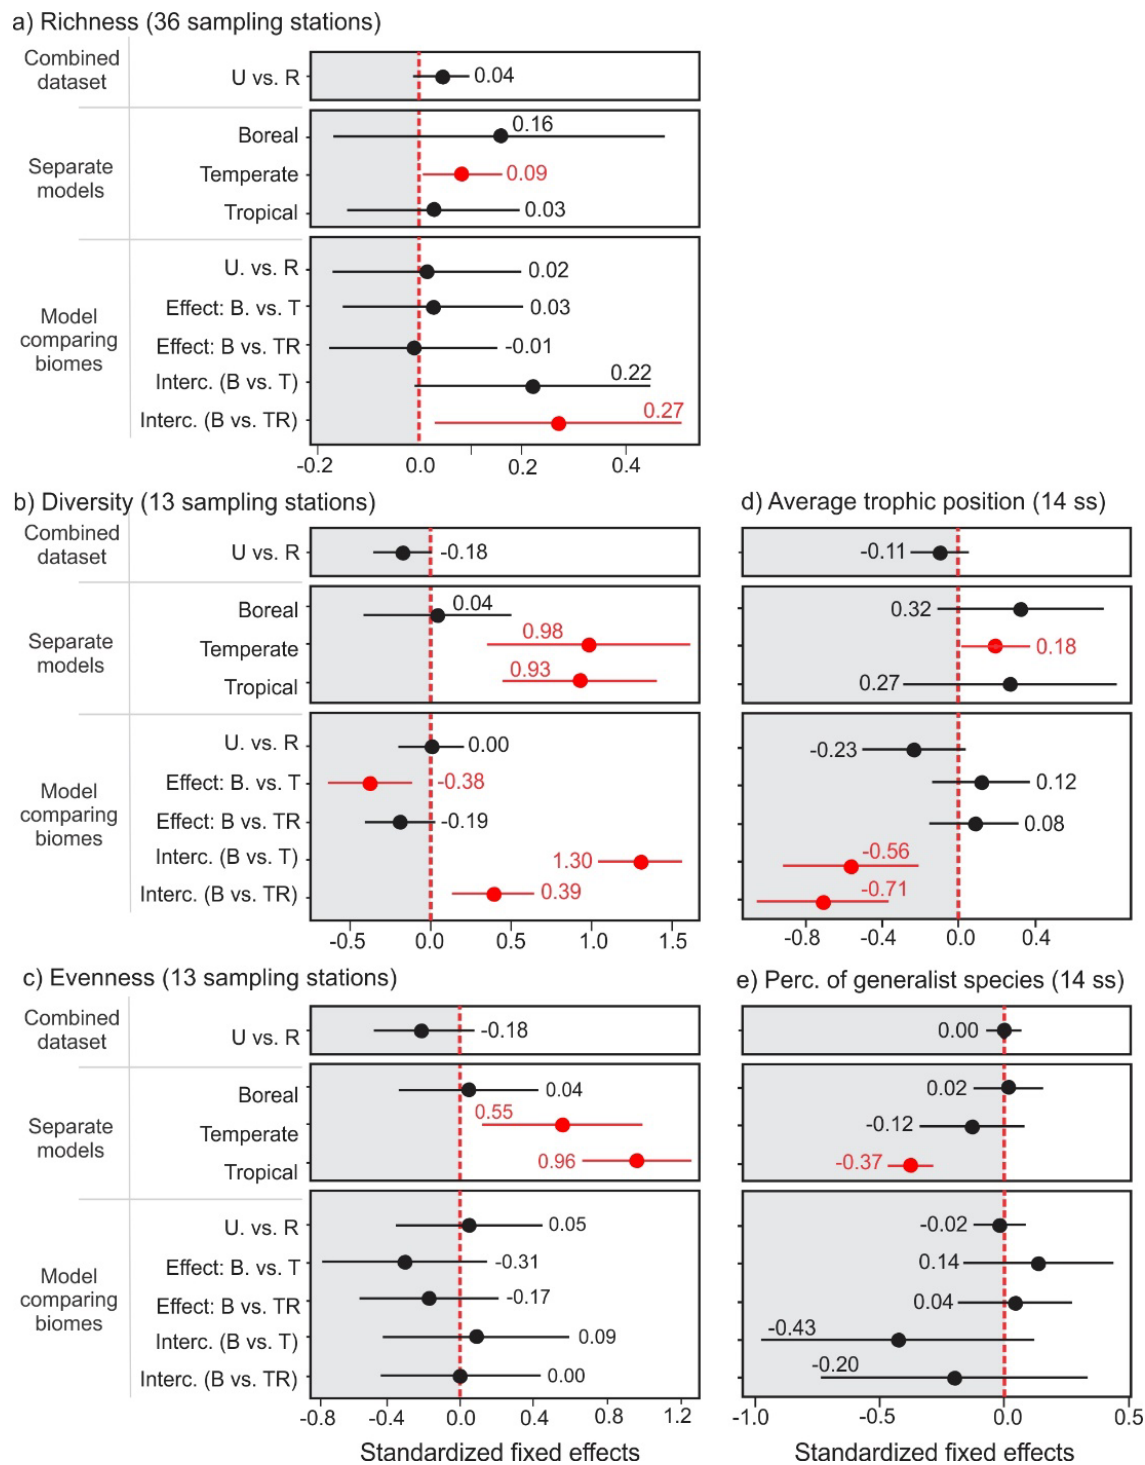 a) Richness (36 sampling stations)
Combined
dataset
U vs. R
0.04
Separate
models
Boreal
0.16
Temperate
0.09
Tropical
0.03
Model
comparing
biomes
U. vs. R
0.02
Effect: B. vs. T
0.03
Effect: B vs. TR
-0.01
Interc. (B vs. T)
0.22
Interc. (B vs. TR)
0.27
-0.2 0.0 0.2 0.4
b) Diversity (13 sampling stations)
Combined
dataset
U vs. R
-0.18
Separate
models
Boreal
0.04
Temperate
0.98
Tropical
0.93
Model
comparing
biomes
U. vs. R
0.00
Effect: B. vs. T
-0.38
Effect: B vs. TR
-0.19
Interc. (B vs. T)
1.30
Interc. (B vs. TR)
0.39
-0.5 0.0 0.5 1.0 1.5
d) Average trophic position (14 ss)
-0.11
0.32
0.18
0.27
-0.23
0.12
0.08
-0.56
-0.71
-0.8 -0.4 0.0 0.4
c) Evenness (13 sampling stations)
Combined
dataset
U vs. R
-0.18
Separate
models
Boreal
0.04
Temperate
0.55
Tropical
0.96
Model
comparing
biomes
U. vs. R
0.05
Effect: B. vs. T
-0.31
Effect: B vs. TR
-0.17
Interc. (B vs. T)
0.09
Interc. (B vs. TR)
0.00
-0.8 -0.4 0.0 0.4 0.8 1.2
Standardized fixed effects
e) Perc. of generalist species (14 ss)
0.00
0.02
-0.12
-0.37
-0.02
0.14
0.04
-0.43
-0.20
-1.0 -0.5 0.0 0.5
Standardized fixed effects